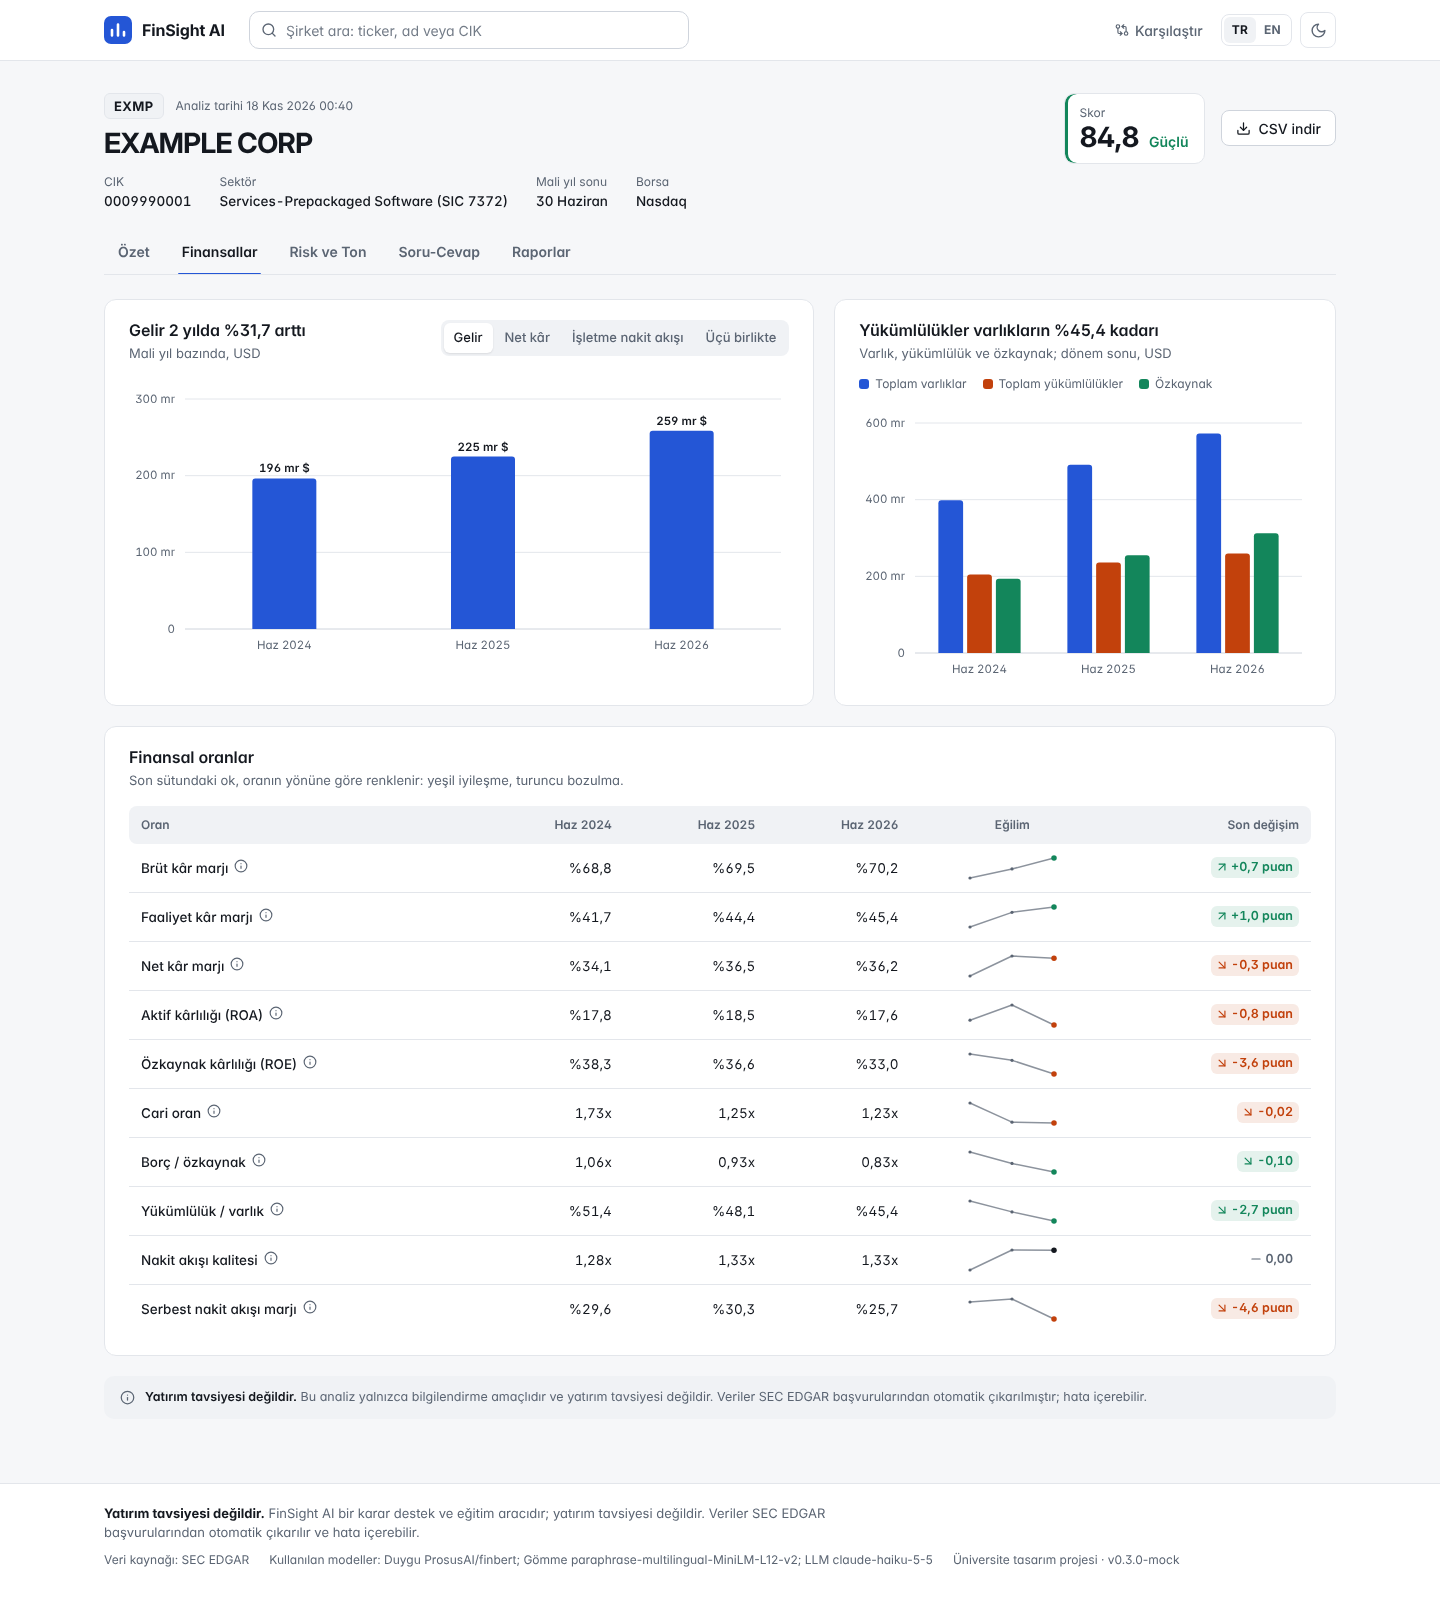 FinSight AI
Şirket ara: ticker, ad veya CIK
Karşılaştır
TR EN
EXMP Analiz tarihi 18 Kas 2026 00:40
EXAMPLE CORP
Skor
84,8 Güçlü
CSV indir
CIK Sektör Mali yıl sonu Borsa
0009990001 Services-Prepackaged Software (SIC 7372) 30 Haziran Nasdaq
Özet Finansallar Risk ve Ton Soru-Cevap Raporlar
Gelir 2 yılda %31,7 arttı
Mali yıl bazında, USD
Gelir Net kâr İşletme nakit akışı Üçü birlikte
300 mr
200 mr
100 mr
0
196 mr $
225 mr $
259 mr $
Haz 2024 Haz 2025 Haz 2026
Yükümlülükler varlıkların %45,4 kadarı
Varlık, yükümlülük ve özkaynak; dönem sonu, USD
Toplam varlıklar Toplam yükümlülükler Özkaynak
600 mr
400 mr
200 mr
0
Haz 2024 Haz 2025 Haz 2026
Finansal oranlar
Son sütundaki ok, oranın yönüne göre renklenir: yeşil iyileşme, turuncu bozulma.
Oran Haz 2024 Haz 2025 Haz 2026 Eğilim Son değişim
Brüt kâr marjı %68,8 %69,5 %70,2 +0,7 puan
Faaliyet kâr marjı %41,7 %44,4 %45,4 +1,0 puan
Net kâr marjı %34,1 %36,5 %36,2 -0,3 puan
Aktif kârlılığı (ROA) %17,8 %18,5 %17,6 -0,8 puan
Özkaynak kârlılığı (ROE) %38,3 %36,6 %33,0 -3,6 puan
Cari oran 1,73x 1,25x 1,23x -0,02
Borç / özkaynak 1,06x 0,93x 0,83x -0,10
Yükümlülük / varlık %51,4 %48,1 %45,4 -2,7 puan
Nakit akışı kalitesi 1,28x 1,33x 1,33x — 0,00
Serbest nakit akışı marjı %29,6 %30,3 %25,7 -4,6 puan
Yatırım tavsiyesi değildir. Bu analiz yalnızca bilgilendirme amaçlıdır ve yatırım tavsiyesi değildir. Veriler SEC EDGAR başvurularından otomatik çıkarılmıştır; hata içerebilir.
Yatırım tavsiyesi değildir. FinSight AI bir karar destek ve eğitim aracıdır; yatırım tavsiyesi değildir. Veriler SEC EDGAR
başvurularından otomatik çıkarılır ve hata içerebilir.
Veri kaynağı: SEC EDGAR Kullanılan modeller: Duygu ProsusAI/finbert; Gömme paraphrase-multilingual-MiniLM-L12-v2; LLM claude-haiku-5-5 Üniversite tasarım projesi · v0.3.0-mock